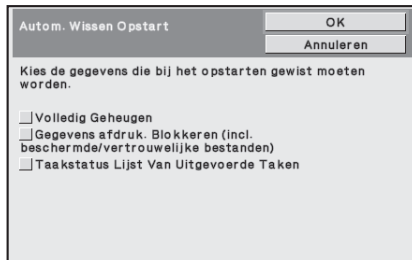 Autom. Wissen Opstart
OK
Annuleren
Kies de gegevens die bij het opstarten gewist moeten
worden.
Volledig Geheugen
Gegevens afdruk. Blokkeren (incl.
beschermde/vertrouwelijke bestanden)
Taakstatus Lijst Van Uitgevoerde Taken